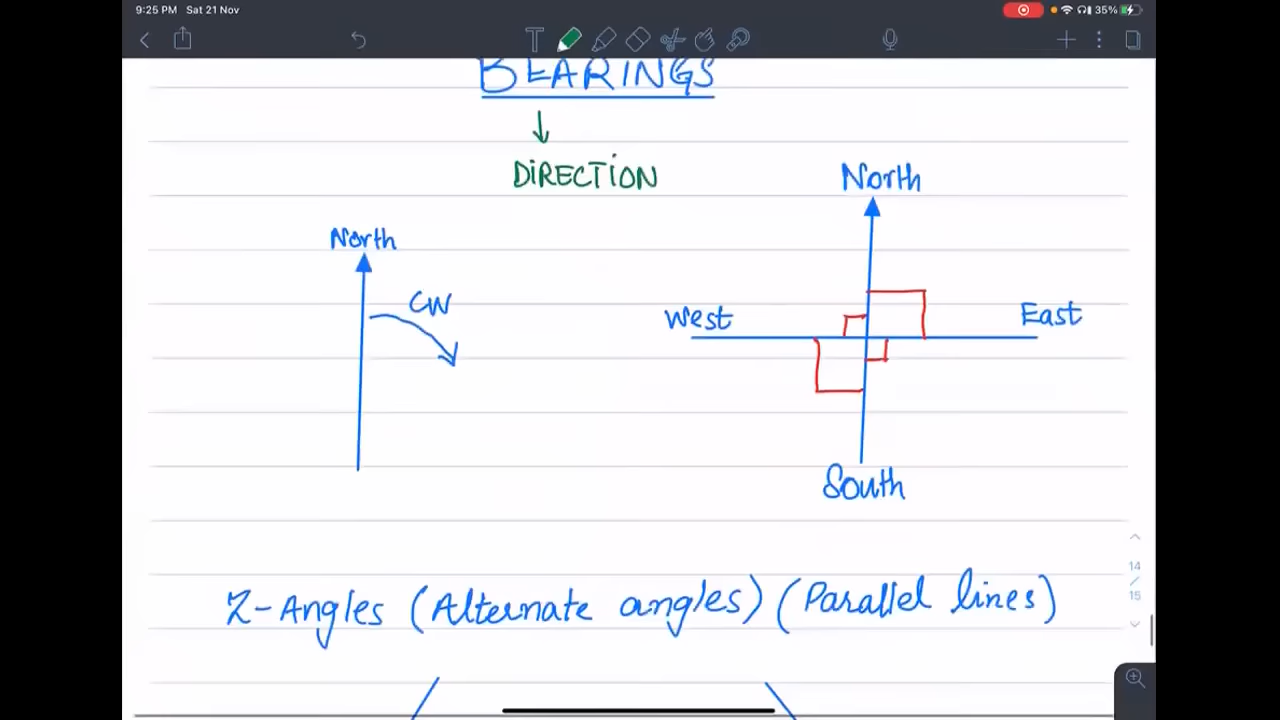 9:25 PM Sat 21 Nov
35%
T
BEARINGS
DIRECTION
North
North
CW
West
East
South
14
/
15
Z-Angles (Alternate angles) (Parallel lines)